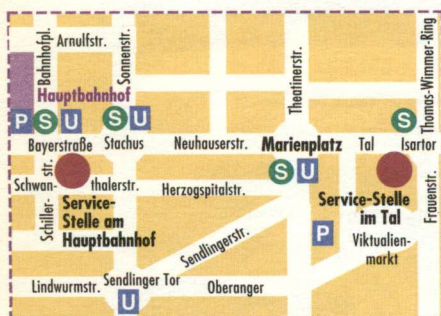 Arnulfstr.
Bahnhofpl.
Sonnenstr.
Theatinerstr.
Thomas-Wimmer-Ring
Hauptbahnhof
P S U
S U
S
Bayerstraße
Stachus
Neuhauserstr.
Marienplatz
Tal
Isartor
S U
Schwan-
thalerstr.
Herzogspitalstr.
Schiller-
str.
Service-
Stelle am
Hauptbahnhof
Service-Stelle
im Tal
Frauenstr.
Sendlingerstr.
P
Viktualien-
markt
Lindwurmstr.
Sendlinger Tor
Oberanger
U